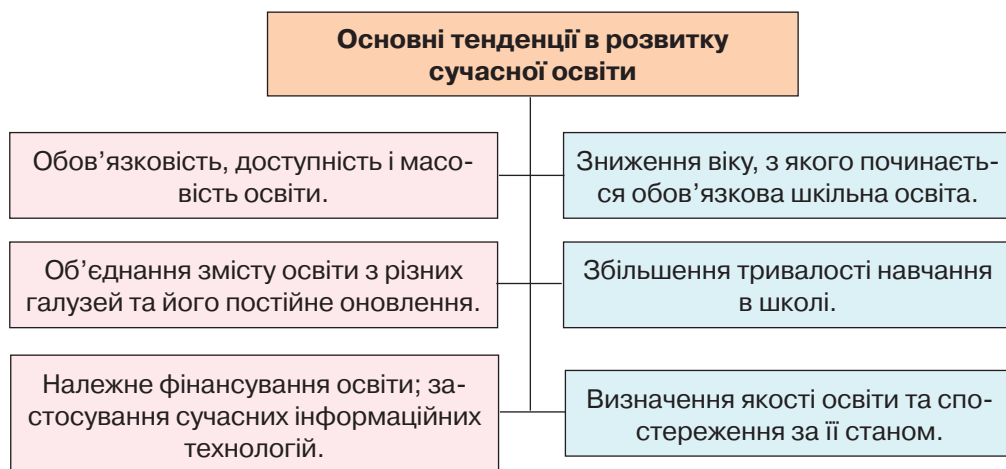 Основні тенденції в розвитку
сучасної освіти
Обов’язковість, доступність і масо-
вість освіти.
Зниження віку, з якого починаєть-
ся обов’язкова шкільна освіта.
Об’єднання змісту освіти з різних
галузей та його постійне оновлення.
Збільшення тривалості навчання
в школі.
Належне фінансування освіти; за-
стосування сучасних інформаційних
технологій.
Визначення якості освіти та спо-
стереження за її станом.